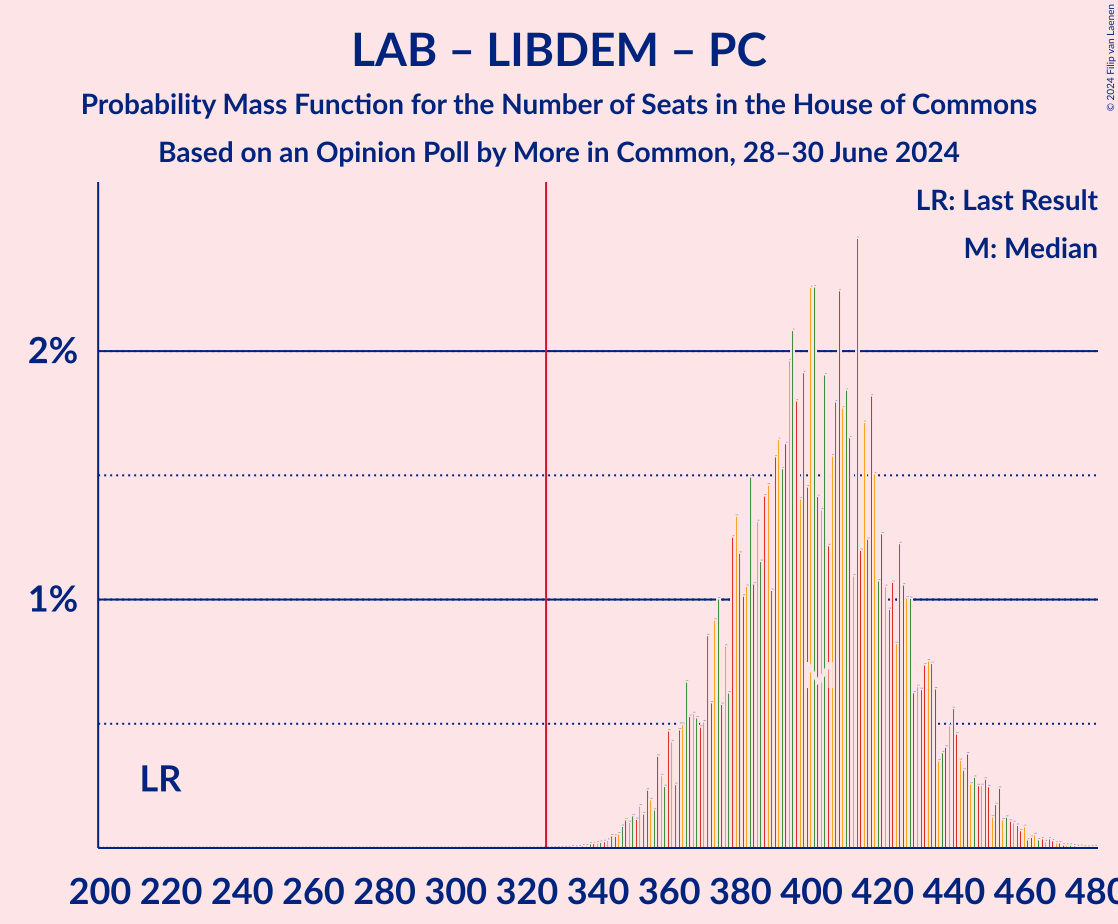 LAB – LIBDEM – PC
Probability Mass Function for the Number of Seats in the House of Commons
Based on an Opinion Poll by More in Common, 28–30 June 2024
© 2024 Filip van Laenen
LR: Last Result
M: Median
2%
1%
LR
M
200 220 240 260 280 300 320 340 360 380 400 420 440 460 480